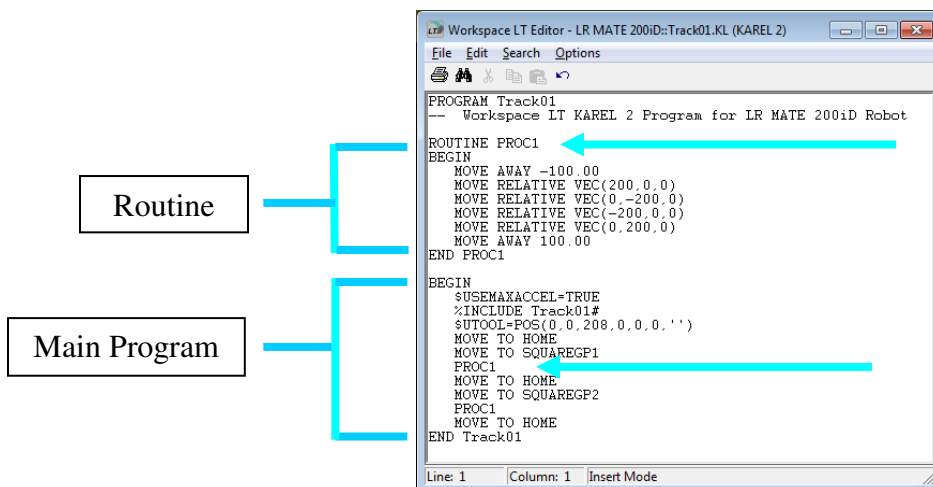 Workspace LT Editor - LR MATE 200iD::Track01.KL (KAREL 2)
File Edit Search Options
PROGRAM Track01
-- Workspace LT KAREL 2 Program for LR MATE 200iD Robot
ROUTINE PROC1
BEGIN
MOVE AWAY -100.00
MOVE RELATIVE VEC(200,0,0)
MOVE RELATIVE VEC(0,-200,0)
MOVE RELATIVE VEC(-200,0,0)
MOVE RELATIVE VEC(0,200,0)
MOVE AWAY 100.00
END PROC1
Routine
BEGIN
$USEMAXACCEL=TRUE
%INCLUDE Track01#
$UTOOL=POS(0,0,208,0,0,0,'')
MOVE TO HOME
MOVE TO SQUAREGP1
PROC1
MOVE TO HOME
MOVE TO SQUAREGP2
PROC1
MOVE TO HOME
END Track01
Main Program
Line: 1 Column: 1 Insert Mode